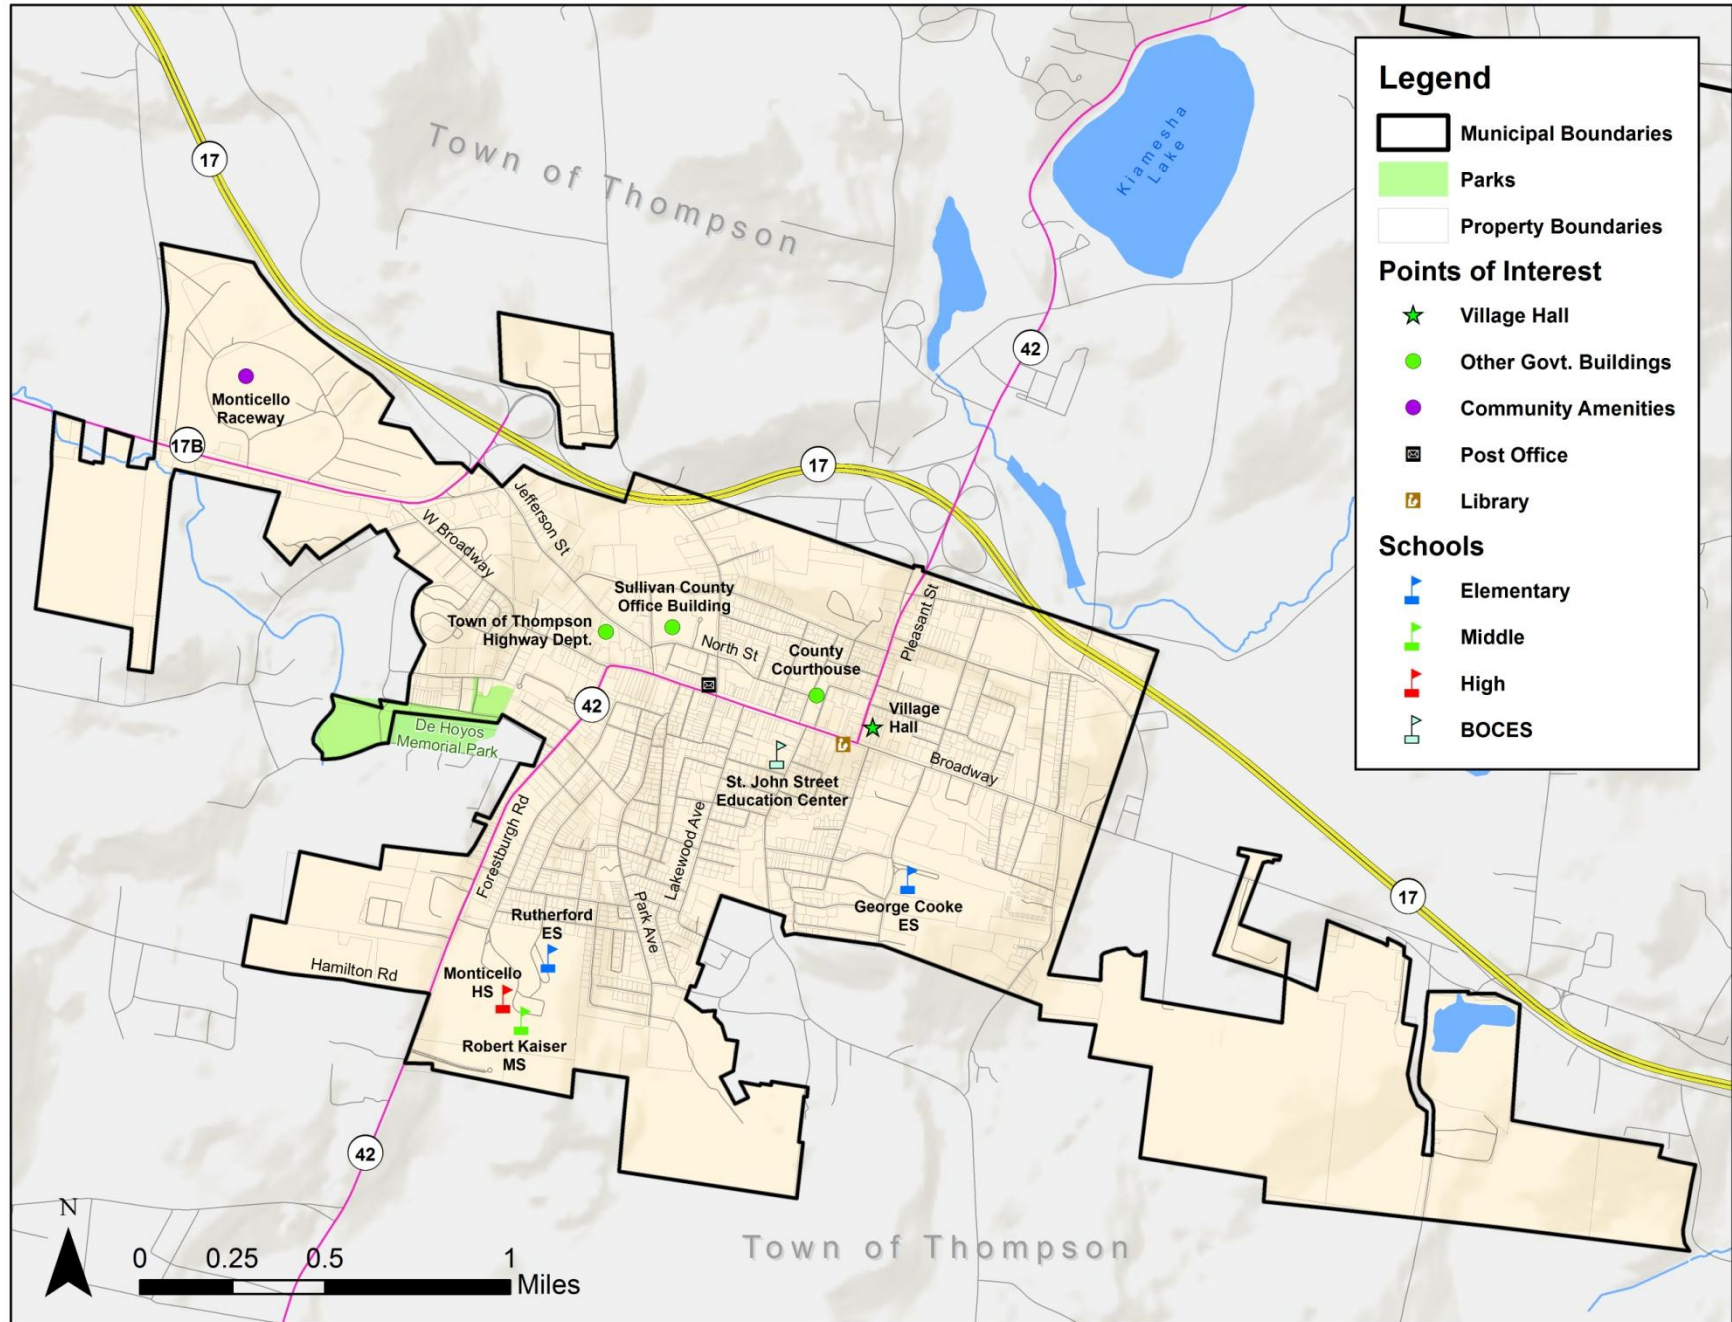 Town of Thompson
Kiamesha
Lake
17
Monticello
Raceway
17B
42
17
Jefferson St
W Broadway
Sullivan County
Office Building
Town of Thompson
Highway Dept.
North St
County
Courthouse
Pleasant St
42
Village
Hall
De Hoyos
Memorial Park
Broadway
St. John Street
Education Center
Forestburgh Rd
Lakewood Ave
Park Ave
George Cooke
ES
17
Rutherford
ES
Hamilton Rd
Monticello
HS
Robert Kaiser
MS
42
Town of Thompson
N
0 0.25 0.5 1
Miles
Legend
Municipal Boundaries
Parks
Property Boundaries
Points of Interest
Village Hall
Other Govt. Buildings
Community Amenities
Post Office
Library
Schools
Elementary
Middle
High
BOCES